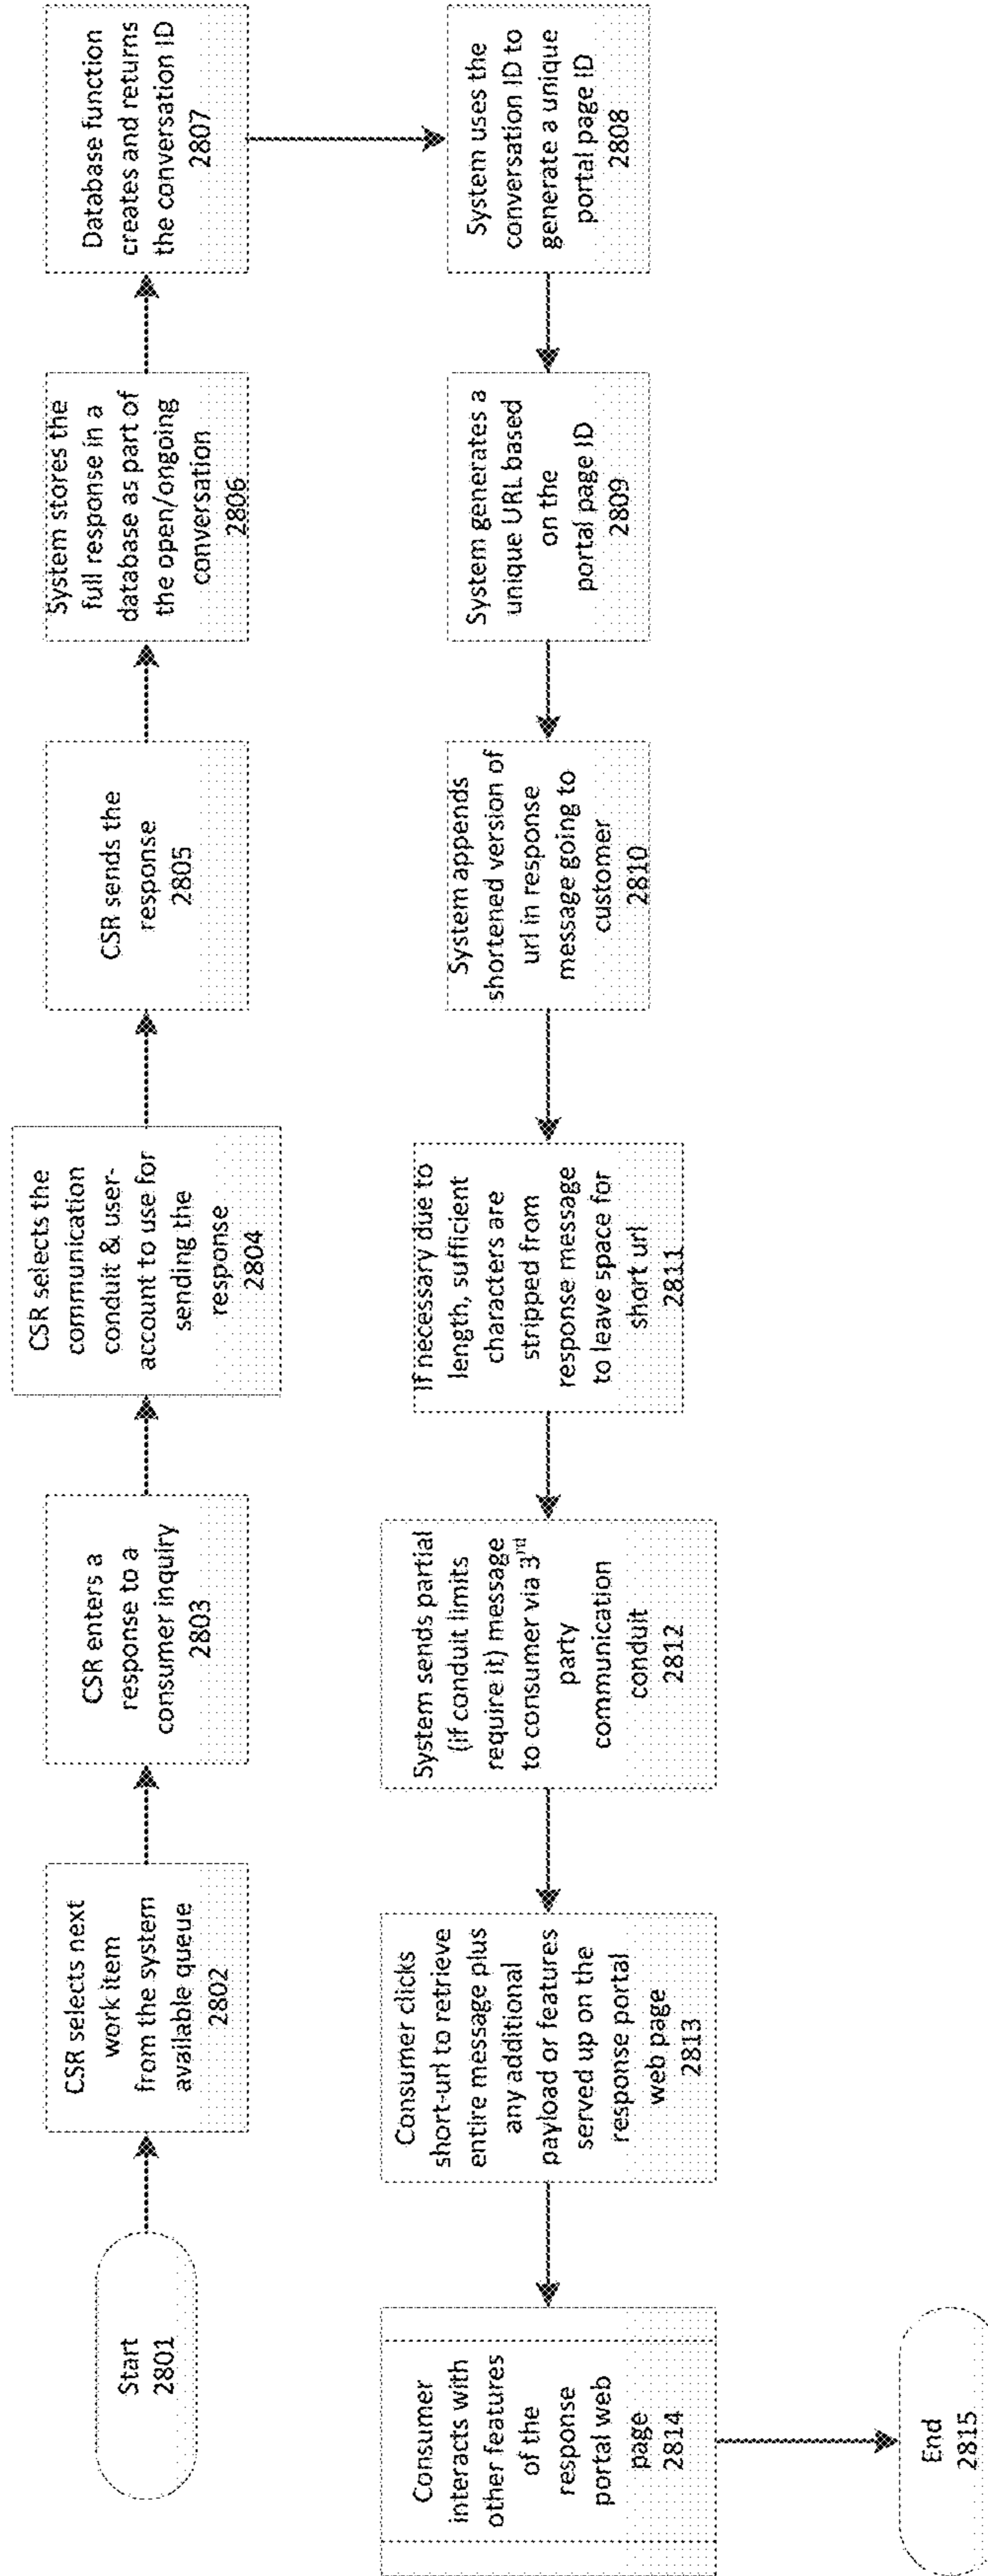 Start
2801
CSR selects next
work item
from the system
available queue
2802
CSR enters a
response to a
consumer inquiry
2803
CSR selects the
communication
conduit & user-
account to use for
sending the
response
2804
CSR sends the
response
2805
System stores the
full response in a
database as part of
the open/ongoing
conversation
2806
Database function
creates and returns
the conversation ID
2807
System uses the
conversation ID to
generate a unique
portal page ID
2808
System generates a
unique URL based
on the
portal page ID
2809
System appends
shortened version of
url in response
message going to
customer
2810
If necessary due to
length, sufficient
characters are
stripped from
response message
to leave space for
short url
2811
System sends partial
(if conduit limits
require it) message
to consumer via 3rd
party
communication
conduit
2812
Consumer clicks
short-url to retrieve
entire message plus
any additional
payload or features
served up on the
response portal
web page
2813
Consumer
interacts with
other features
of the
response
portal web
page
2814
End
2815